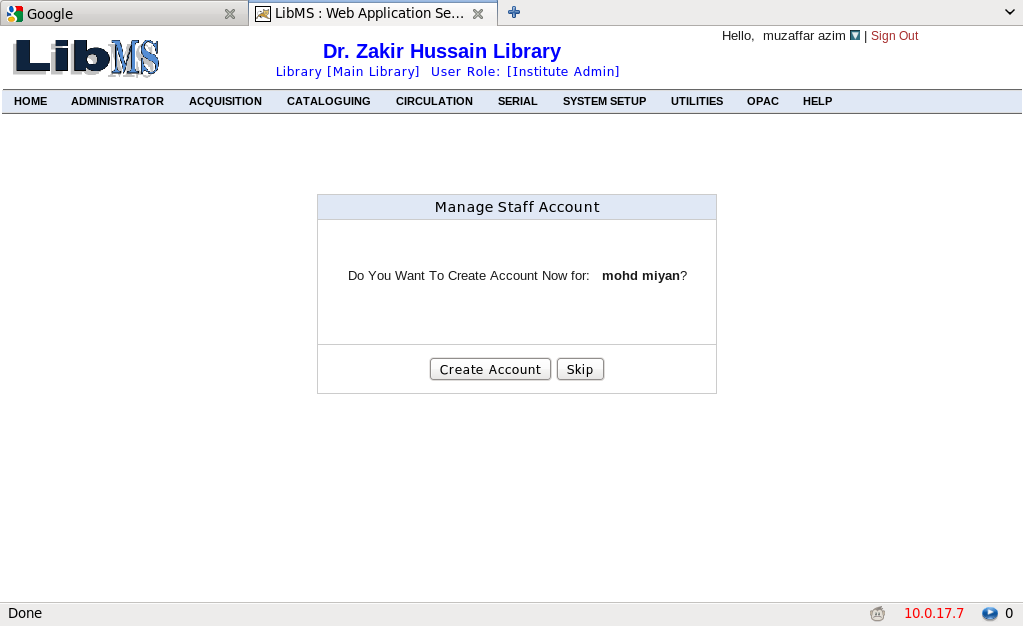 Google
LibMS : Web Application Se...
Hello, muzaffar azim | Sign Out
LibMS
Dr. Zakir Hussain Library
Library [Main Library] User Role: [Institute Admin]
HOME ADMINISTRATOR ACQUISITION CATALOGUING CIRCULATION SERIAL SYSTEM SETUP UTILITIES OPAC HELP
Manage Staff Account
Do You Want To Create Account Now for: mohd miyan?
Create Account Skip
Done 10.0.17.7 0